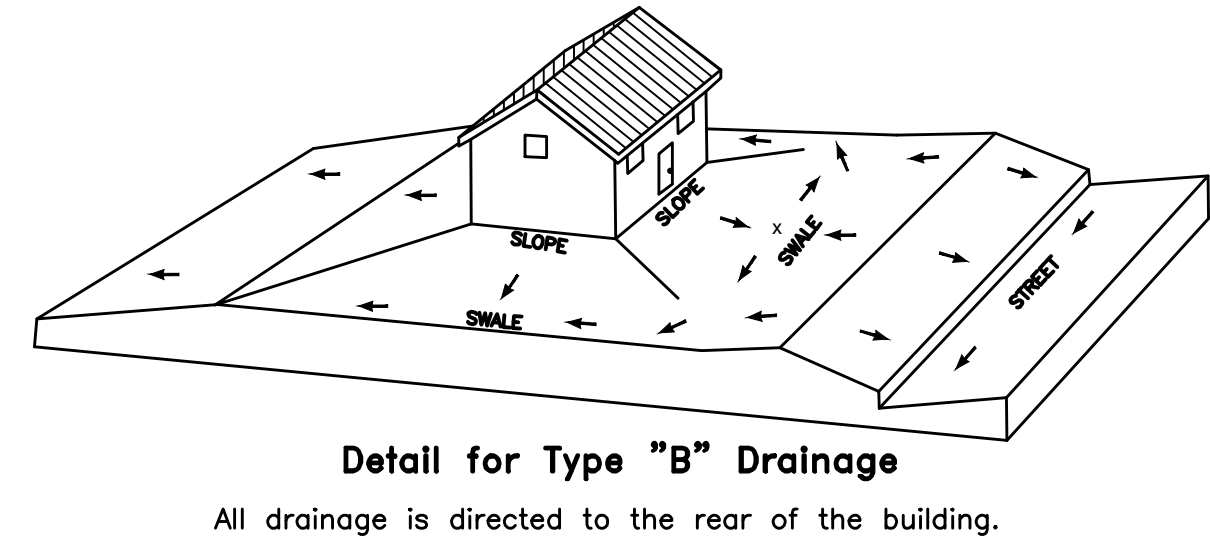 SLOPE
SLOPE
x
SWALE
STREET
SWALE
Detail for Type "B" Drainage
All drainage is directed to the rear of the building.